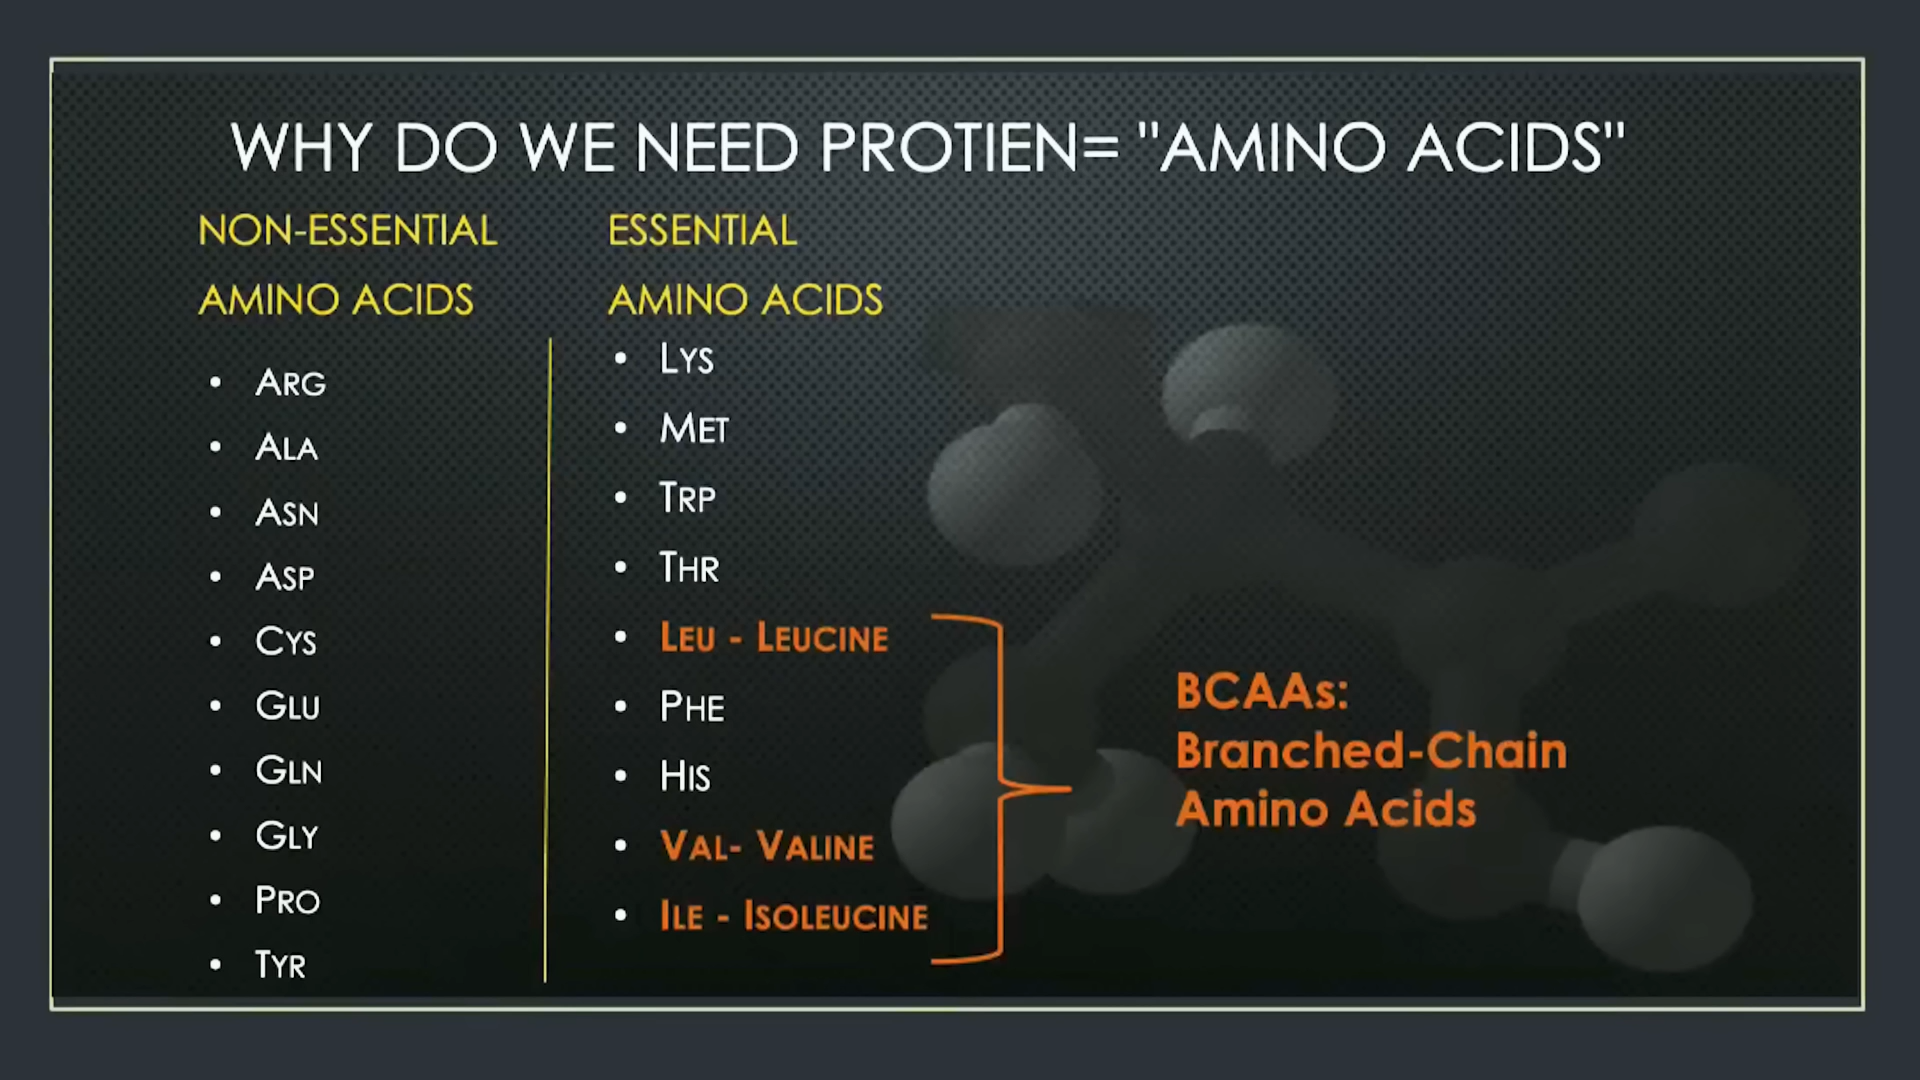 WHY DO WE NEED PROTIEN= "AMINO ACIDS"
NON-ESSENTIAL
AMINO ACIDS
• ARG
• ALA
• ASN
• ASP
• CYS
• GLU
• GLN
• GLY
• PRO
• TYR
ESSENTIAL
AMINO ACIDS
• LYS
• MET
• TRP
• THR
• LEU - LEUCINE
• PHE
• HIS
• VAL- VALINE
• ILE - ISOLEUCINE
BCAAs:
Branched-Chain
Amino Acids